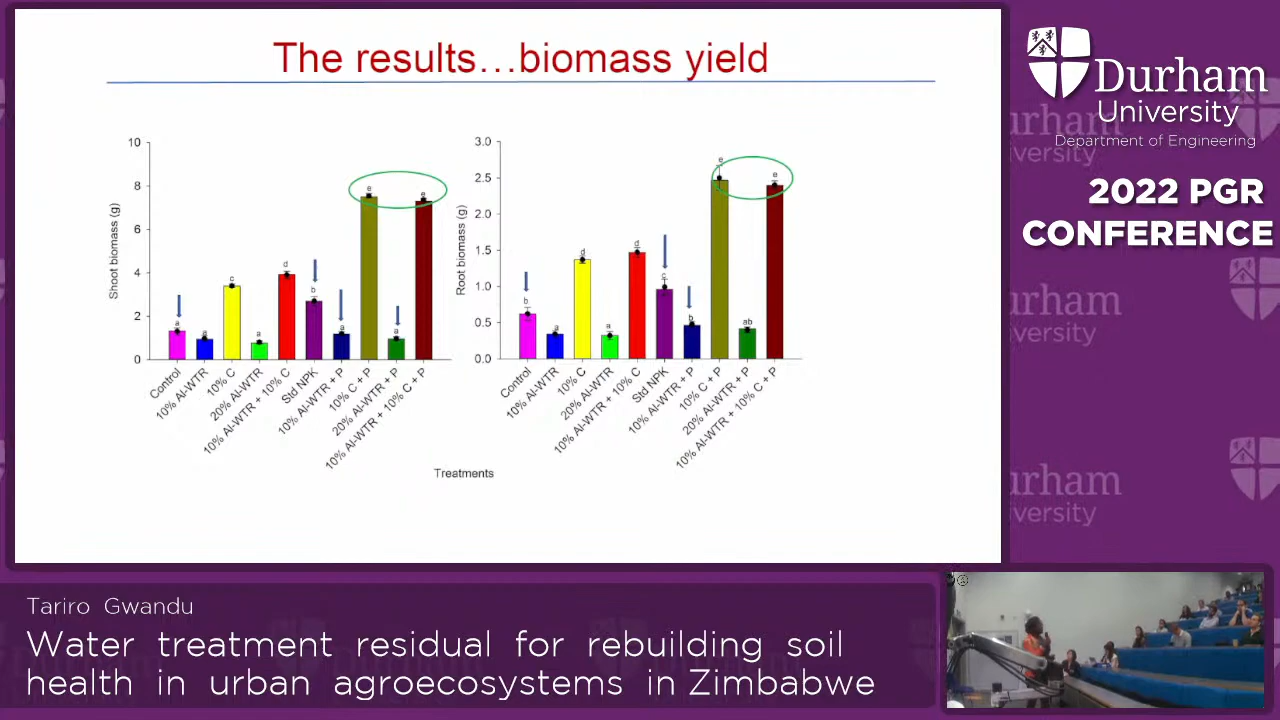 The results…biomass yield
Shoot biomass (g)
10
8
6
4
2
0
a
a
c
a
d
b
a
e
a
e
Control
10% Al-WTR
10% C
20% Al-WTR
10% Al-WTR + 10% C
Std NPK
10% Al-WTR + P
10% C + P
20% Al-WTR + P
10% Al-WTR + 10% C + P
Root biomass (g)
3.0
2.5
2.0
1.5
1.0
0.5
0.0
b
a
d
a
d
c
b
e
ab
e
Control
10% Al-WTR
10% C
20% Al-WTR
10% Al-WTR + 10% C
Std NPK
10% Al-WTR + P
10% C + P
20% Al-WTR + P
10% Al-WTR + 10% C + P
Treatments
Durham
University
Department of Engineering
2022 PGR
CONFERENCE
Tariro Gwandu
Water treatment residual for rebuilding soil
health in urban agroecosystems in Zimbabwe